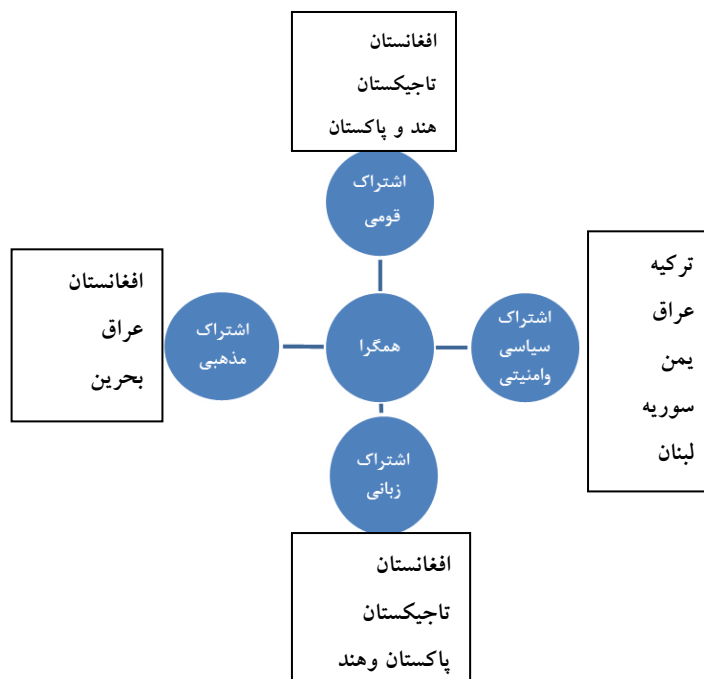 افغانستان
تاجیکستان
هند و پاکستان
اشتراک
قومی
ترکیه
عراق
یمن
سوریه
لبنان
اشتراک
سیاسی
وامنیتی
همگرا
اشتراک
مذهبی
افغانستان
عراق
بحرین
اشتراک
زبانی
افغانستان
تاجیکستان
پاکستان وهند